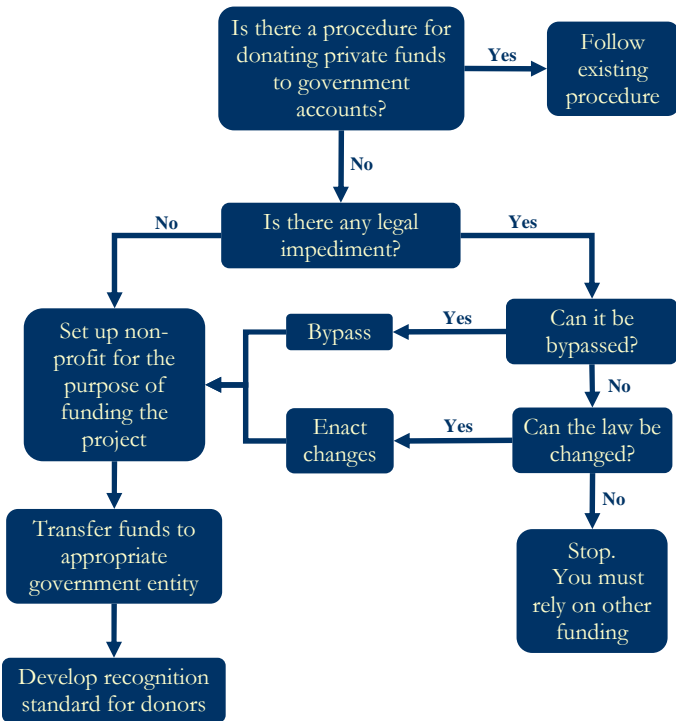 Is there a procedure for
donating private funds
to government
accounts?
Yes
Follow
existing
procedure
No
Is there any legal
impediment?
No
Yes
Set up non-
profit for the
purpose of
funding the
project
Bypass
Yes
Can it be
bypassed?
No
Enact
changes
Yes
Can the law be
changed?
No
Transfer funds to
appropriate
government entity
Stop.
You must
rely on other
funding
Develop recognition
standard for donors